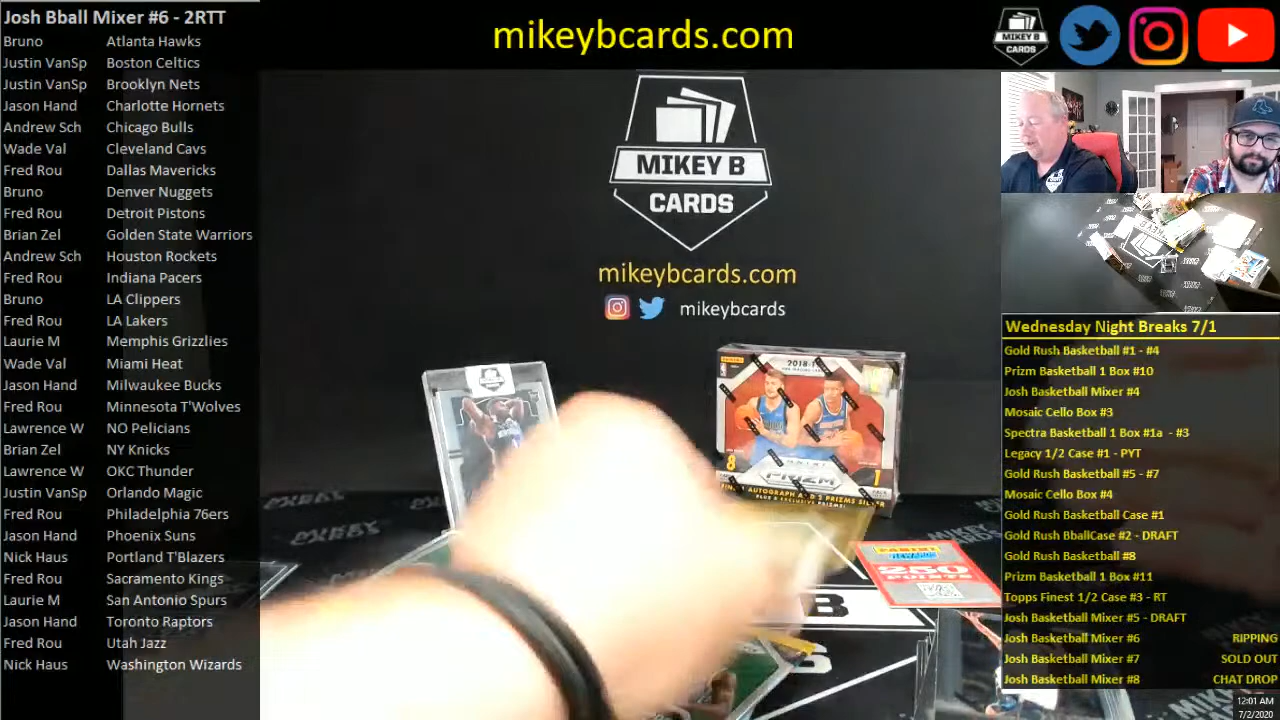 Josh Bball Mixer #6 - 2RTT
Bruno Atlanta Hawks
Justin VanSp Boston Celtics
Justin VanSp Brooklyn Nets
Jason Hand Charlotte Hornets
Andrew Sch Chicago Bulls
Wade Val Cleveland Cavs
Fred Rou Dallas Mavericks
Bruno Denver Nuggets
Fred Rou Detroit Pistons
Brian Zel Golden State Warriors
Andrew Sch Houston Rockets
Fred Rou Indiana Pacers
Bruno LA Clippers
Fred Rou LA Lakers
Laurie M Memphis Grizzlies
Wade Val Miami Heat
Jason Hand Milwaukee Bucks
Fred Rou Minnesota T'Wolves
Lawrence W NO Pelicians
Brian Zel NY Knicks
Lawrence W OKC Thunder
Justin VanSp Orlando Magic
Fred Rou Philadelphia 76ers
Jason Hand Phoenix Suns
Nick Haus Portland T'Blazers
Fred Rou Sacramento Kings
Laurie M San Antonio Spurs
Jason Hand Toronto Raptors
Fred Rou Utah Jazz
Nick Haus Washington Wizards
mikeybcards.com
MIKEY B
CARDS
MIKEY B
CARDS
mikeybcards.com
mikeybcards
2018-1
PRIZM
8
AUTOGRAPH
PANINI
REWARDS
250
POINTS
B
Wednesday Night Breaks 7/1
Gold Rush Basketball #1 - #4
Prizm Basketball 1 Box #10
Josh Basketball Mixer #4
Mosaic Cello Box #3
Spectra Basketball 1 Box #1a - #3
Legacy 1/2 Case #1 - PYT
Gold Rush Basketball #5 - #7
Mosaic Cello Box #4
Gold Rush Basketball Case #1
Gold Rush BballCase #2 - DRAFT
Gold Rush Basketball #8
Prizm Basketball 1 Box #11
Topps Finest 1/2 Case #3 - RT
Josh Basketball Mixer #5 - DRAFT
Josh Basketball Mixer #6 RIPPING
Josh Basketball Mixer #7 SOLD OUT
Josh Basketball Mixer #8 CHAT DROP
12:01 AM
7/2/2020